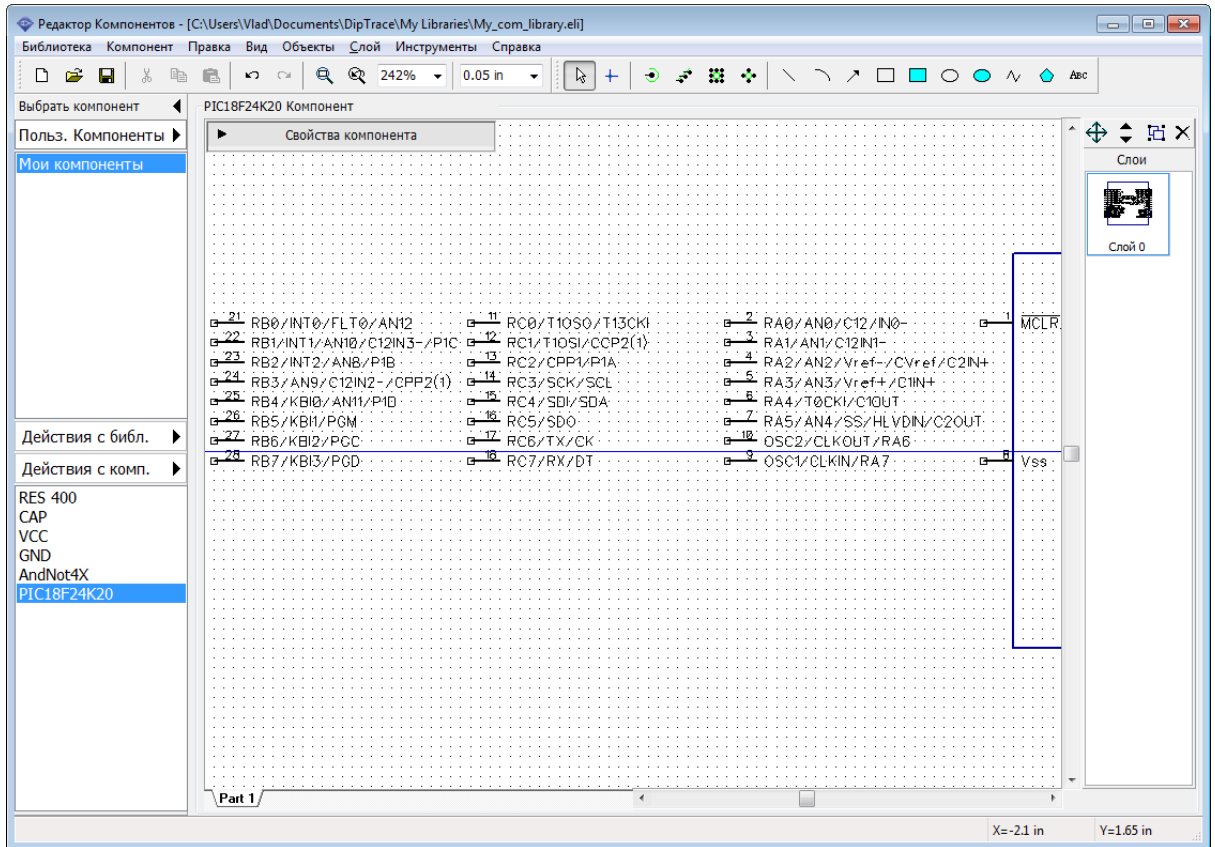 Редактор Компонентов - [C:\Users\Vlad\Documents\DipTrace\My Libraries\My_com_library.eli]
Библиотека Компонент Правка Вид Объекты Слой Инструменты Справка
242% 0.05 in ABC
Выбрать компонент
PIC18F24K20 Компонент
Польз. Компоненты
Свойства компонента
Мои компоненты
Слои
Слой 0
21 RB0/INT0/FLT0/AN12 11 RC0/T1OSO/T13CKI 2 RA0/AN0/C12/IN0- 1 MCLR
22 RB1/INT1/AN10/C12IN3-/P1C 12 RC1/T1OSI/CCP2(1) 3 RA1/AN1/C12IN1-
23 RB2/INT2/AN8/P1B 13 RC2/CPP1/P1A 4 RA2/AN2/Vref-/CVref/C2IN+
24 RB3/AN9/C12IN2-/CPP2(1) 14 RC3/SCK/SCL 5 RA3/AN3/Vref+/C1IN+
25 RB4/KBI0/AN11/P1D 15 RC4/SDI/SDA 6 RA4/T0CKI/C1OUT
26 RB5/KBI1/PGM 16 RC5/SDO 7 RA5/AN4/SS/HLVDIN/C2OUT
27 RB6/KBI2/PGC 17 RC6/TX/CK 10 OSC2/CLKOUT/RA6
28 RB7/KBI3/PGD 18 RC7/RX/DT 9 OSC1/CLKIN/RA7 8 Vss
Действия с библ.
Действия с комп.
RES 400
CAP
VCC
GND
AndNot4X
PIC18F24K20
Part 1
X=-2.1 in Y=1.65 in